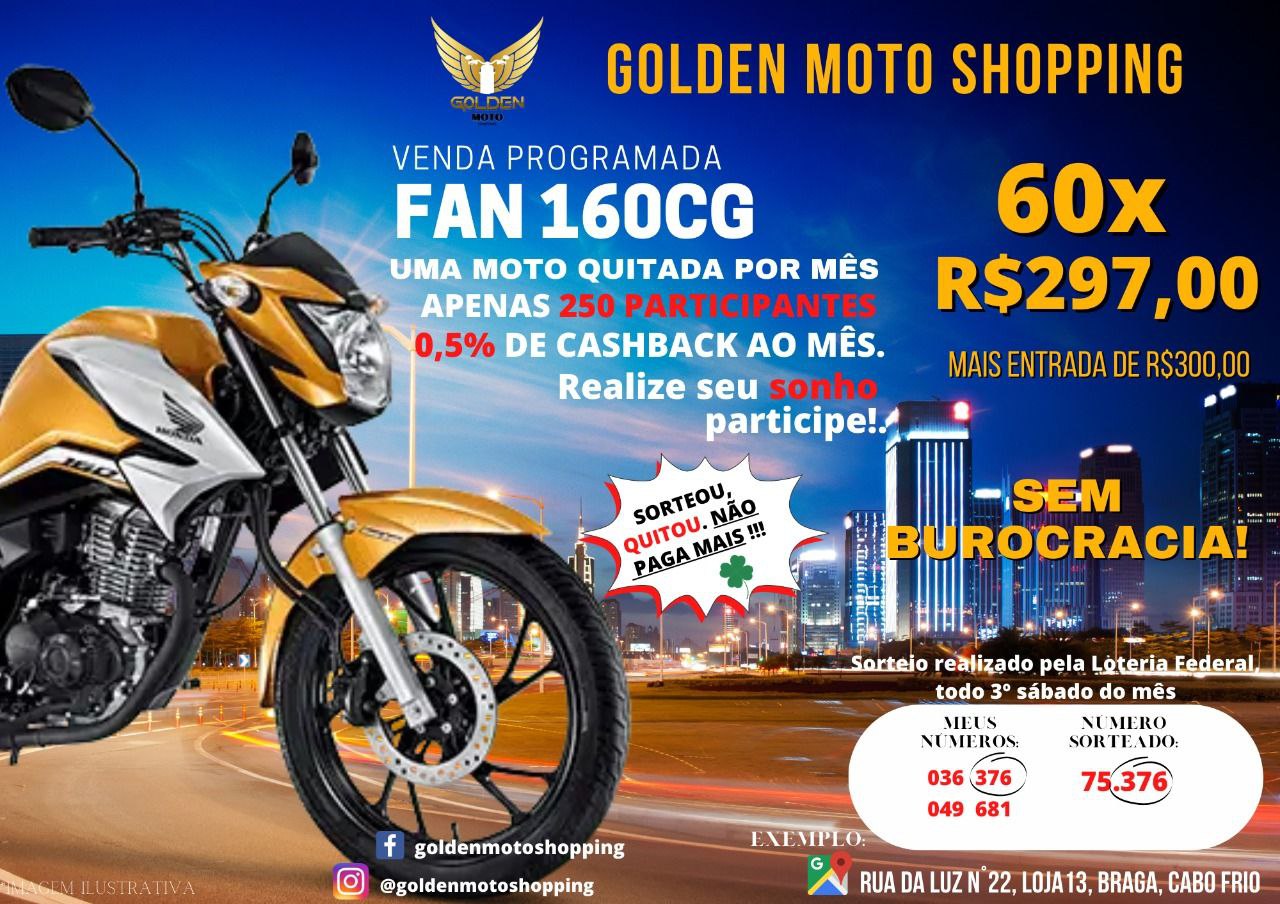 GOLDEN
MOTO
GOLDEN MOTO SHOPPING
VENDA PROGRAMADA
FAN 160CG
UMA MOTO QUITADA POR MÊS
APENAS 250 PARTICIPANTES
0,5% DE CASHBACK AO MÊS.
Realize seu sonho
participe!.
60x
R$297,00
MAIS ENTRADA DE R$300,00
HONDA
160
SORTEOU,
QUITOU. NÃO
PAGA MAIS !!!
SEM
BUROCRACIA!
Sorteio realizado pela Loteria Federal,
todo 3º sábado do mês
MEUS
NÚMEROS:
036 376
049 681
NÚMERO
SORTEADO:
75.376
EXEMPLO:
goldenmotoshopping
@goldenmotoshopping
*IMAGEM ILUSTRATIVA
G
RUA DA LUZ N°22, LOJA13, BRAGA, CABO FRIO